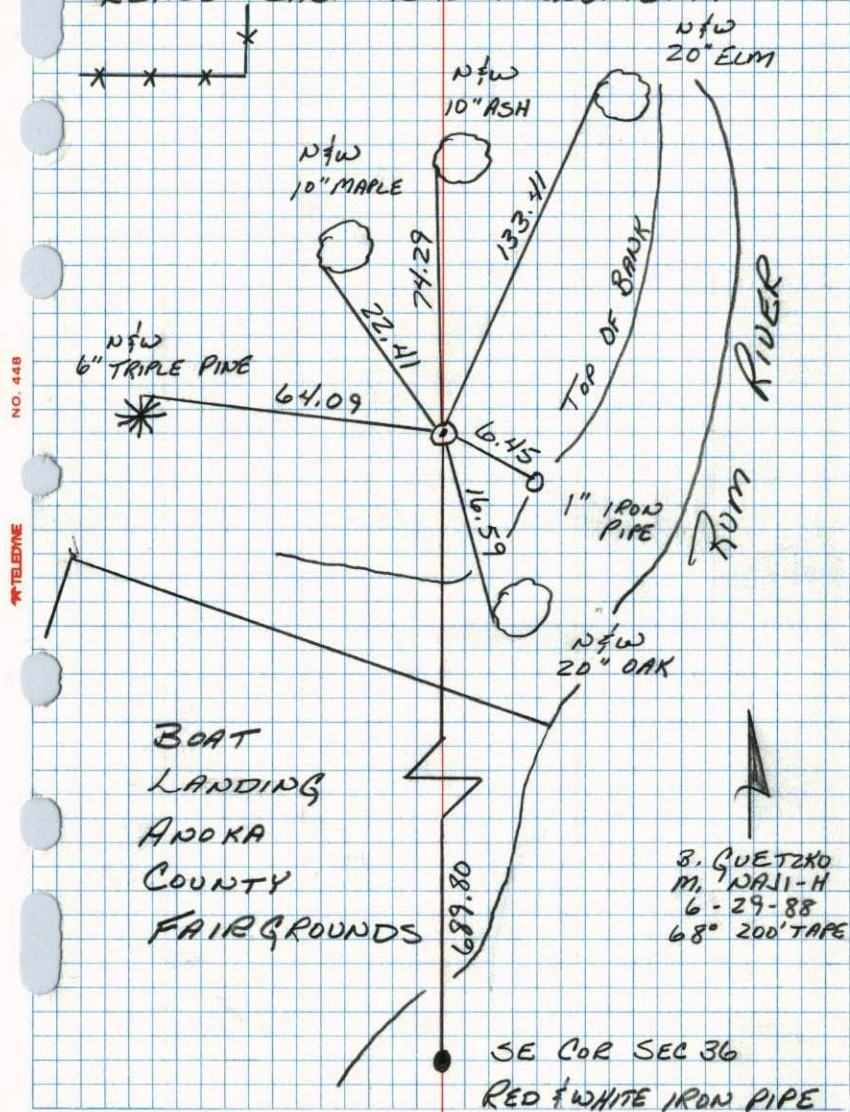 N&W
20" ELM
N&W
10" ASH
N&W
10" MAPLE
133.41
74.29
22.41
TOP OF BANK
RUM RIVER
N&W
6" TRIPLE PINE
64.09
NO. 448
6.45
1" IRON
PIPE
16.59
TELEDYNE
N&W
20" OAK
BOAT
LANDING
ANOKA
COUNTY
FAIRGROUNDS
689.80
B. GUETZKO
M. NAJI-H
6-29-88
68° 200' TAPE
SE COR SEC 36
RED & WHITE IRON PIPE